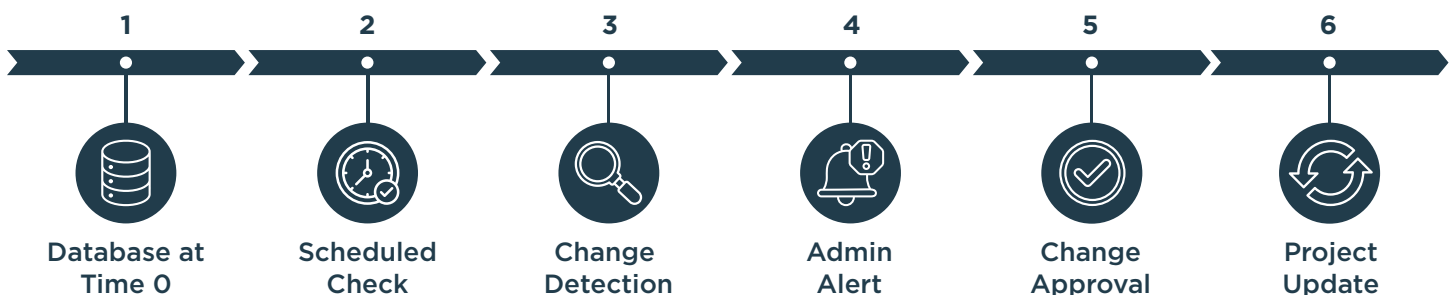 1
2
3
4
5
6
Database at
Time 0
Scheduled
Check
Change
Detection
Admin
Alert
Change
Approval
Project
Update